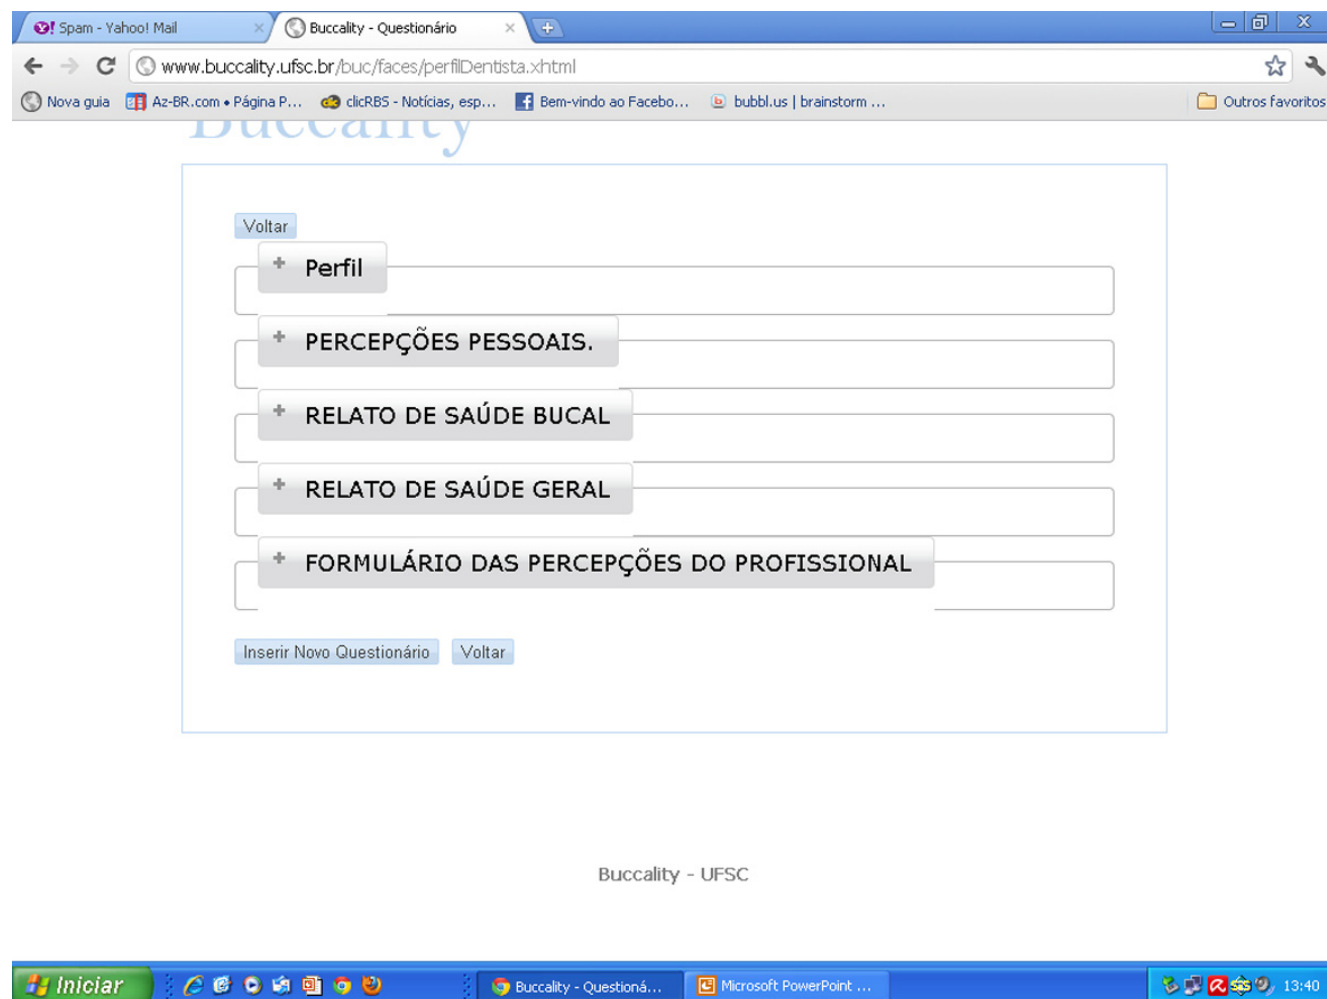 Spam - Yahoo! Mail
Buccality - Questionário
www.buccality.ufsc.br/buc/faces/perfilDentista.xhtml
Nova guia Az-BR.com • Página P... clicRBS - Notícias, esp... Bem-vindo ao Facebo... bubbl.us | brainstorm ... Outros favoritos
Buccality
Voltar
Perfil
PERCEPÇÕES PESSOAIS.
RELATO DE SAÚDE BUCAL
RELATO DE SAÚDE GERAL
FORMULÁRIO DAS PERCEPÇÕES DO PROFISSIONAL
Inserir Novo Questionário Voltar
Buccality - UFSC
Iniciar Buccality - Questioná... Microsoft PowerPoint ... 13:40